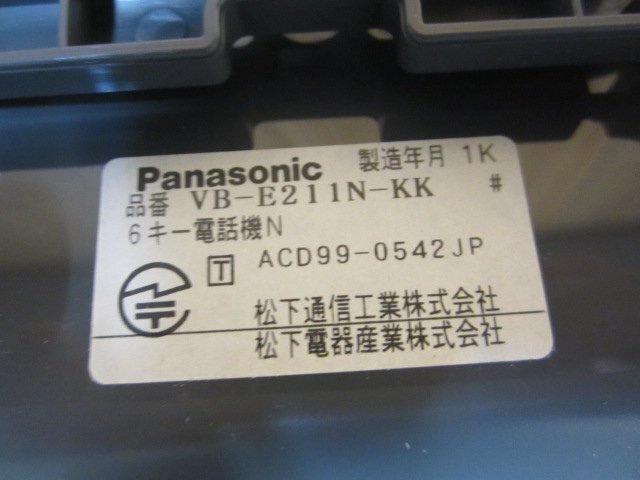 Panasonic 製造年月 1K
品番 VB-E211N-KK #
6キー電話機N
T ACD99-0542JP
松下通信工業株式会社
松下電器産業株式会社